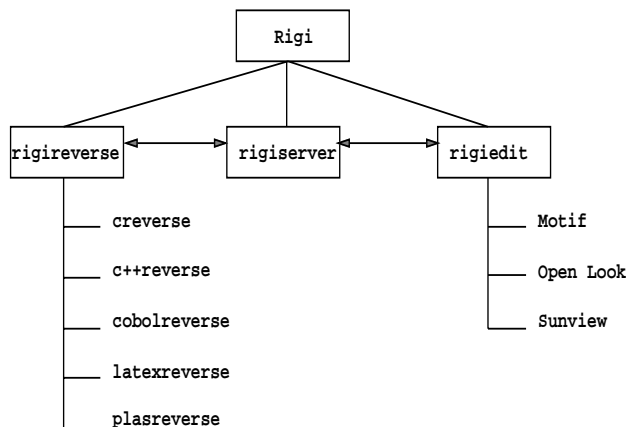 Rigi
rigireverse
rigiserver
rigiedit
creverse
c++reverse
cobolreverse
latexreverse
plasreverse
Motif
Open Look
Sunview